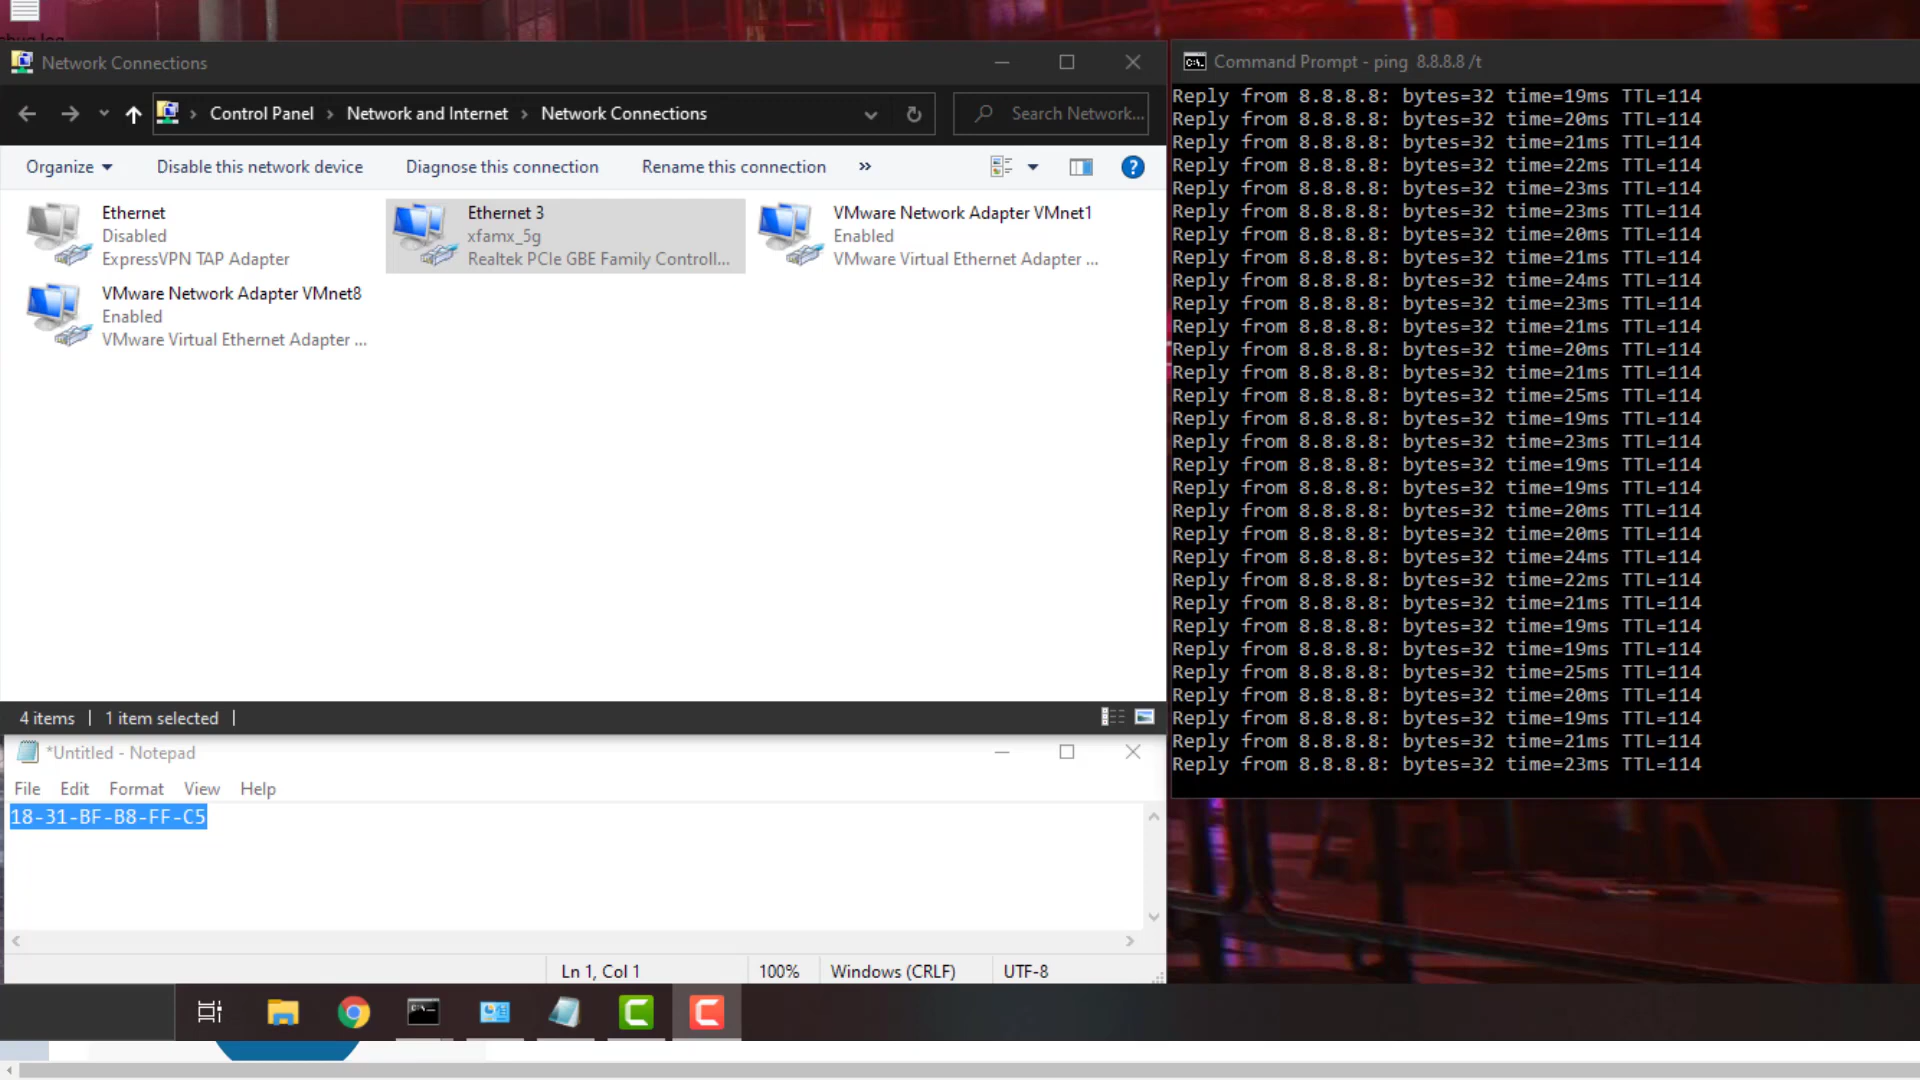 Network Connections
Control Panel > Network and Internet > Network Connections
Search Network...
Organize
Disable this network device
Diagnose this connection
Rename this connection
»
?
Ethernet
Disabled
ExpressVPN TAP Adapter
Ethernet 3
xfamx_5g
Realtek PCIe GBE Family Controll...
VMware Network Adapter VMnet1
Enabled
VMware Virtual Ethernet Adapter ...
VMware Network Adapter VMnet8
Enabled
VMware Virtual Ethernet Adapter ...
4 items
1 item selected
*Untitled - Notepad
File Edit Format View Help
18-31-BF-B8-FF-C5
Ln 1, Col 1
100%
Windows (CRLF)
UTF-8
Command Prompt - ping 8.8.8.8 /t
Reply from 8.8.8.8: bytes=32 time=19ms TTL=114
Reply from 8.8.8.8: bytes=32 time=20ms TTL=114
Reply from 8.8.8.8: bytes=32 time=21ms TTL=114
Reply from 8.8.8.8: bytes=32 time=22ms TTL=114
Reply from 8.8.8.8: bytes=32 time=23ms TTL=114
Reply from 8.8.8.8: bytes=32 time=23ms TTL=114
Reply from 8.8.8.8: bytes=32 time=20ms TTL=114
Reply from 8.8.8.8: bytes=32 time=21ms TTL=114
Reply from 8.8.8.8: bytes=32 time=24ms TTL=114
Reply from 8.8.8.8: bytes=32 time=23ms TTL=114
Reply from 8.8.8.8: bytes=32 time=21ms TTL=114
Reply from 8.8.8.8: bytes=32 time=20ms TTL=114
Reply from 8.8.8.8: bytes=32 time=21ms TTL=114
Reply from 8.8.8.8: bytes=32 time=25ms TTL=114
Reply from 8.8.8.8: bytes=32 time=19ms TTL=114
Reply from 8.8.8.8: bytes=32 time=23ms TTL=114
Reply from 8.8.8.8: bytes=32 time=19ms TTL=114
Reply from 8.8.8.8: bytes=32 time=19ms TTL=114
Reply from 8.8.8.8: bytes=32 time=20ms TTL=114
Reply from 8.8.8.8: bytes=32 time=20ms TTL=114
Reply from 8.8.8.8: bytes=32 time=24ms TTL=114
Reply from 8.8.8.8: bytes=32 time=22ms TTL=114
Reply from 8.8.8.8: bytes=32 time=21ms TTL=114
Reply from 8.8.8.8: bytes=32 time=19ms TTL=114
Reply from 8.8.8.8: bytes=32 time=19ms TTL=114
Reply from 8.8.8.8: bytes=32 time=25ms TTL=114
Reply from 8.8.8.8: bytes=32 time=20ms TTL=114
Reply from 8.8.8.8: bytes=32 time=19ms TTL=114
Reply from 8.8.8.8: bytes=32 time=21ms TTL=114
Reply from 8.8.8.8: bytes=32 time=23ms TTL=114